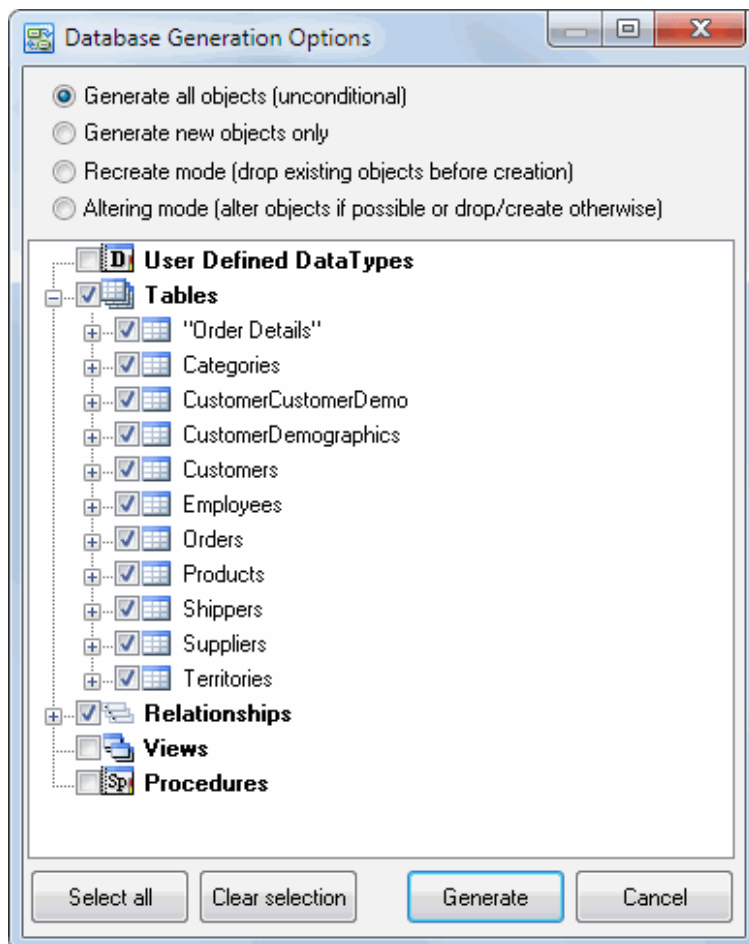 Database Generation Options
Generate all objects (unconditional)
Generate new objects only
Recreate mode (drop existing objects before creation)
Altering mode (alter objects if possible or drop/create otherwise)
D User Defined DataTypes
Tables
"Order Details"
Categories
CustomerCustomerDemo
CustomerDemographics
Customers
Employees
Orders
Products
Shippers
Suppliers
Territories
Relationships
Views
Sp Procedures
Select all Clear selection Generate Cancel